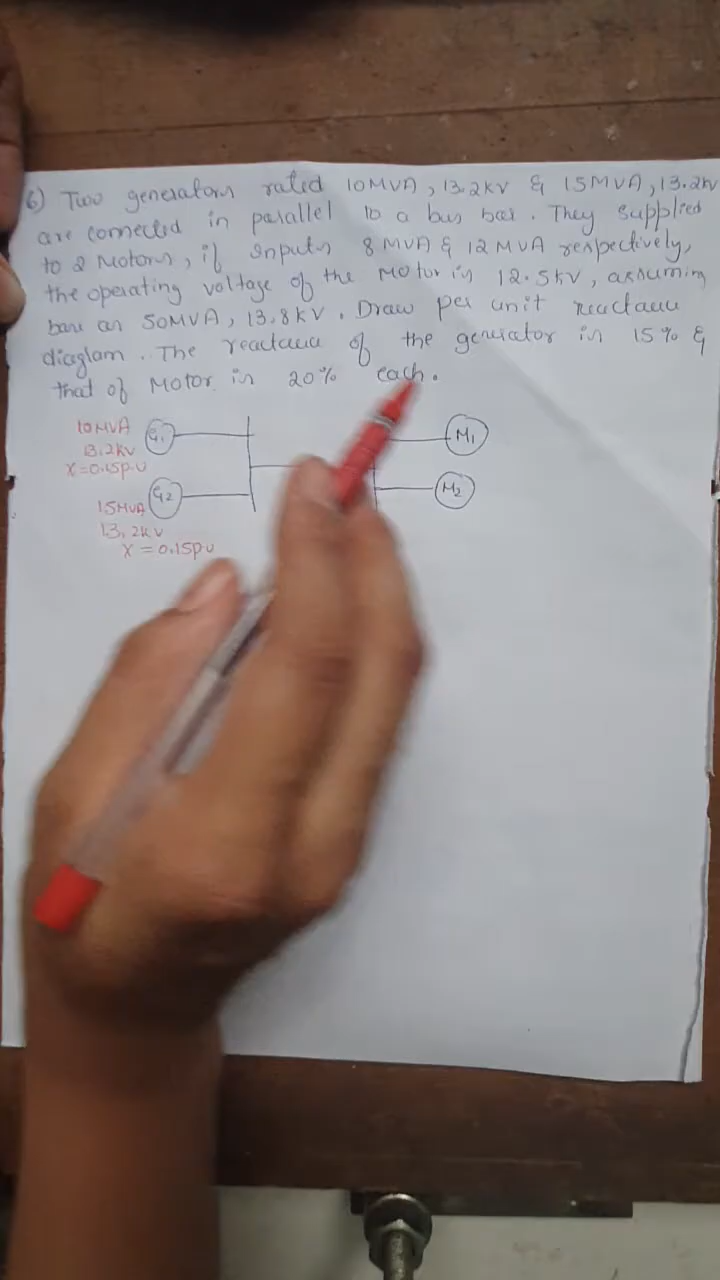 6) Two generators rated 10MVA, 13.2KV & 15MVA, 13.2KV
are connected in parallel to a bus bar. They supplied
to 2 Motors, if Inputs 8 MVA & 12 MVA respectively,
the operating voltage of the Motor is 12.5KV, assuming
base as 50MVA, 13.8KV. Draw per unit reactance
diaglam. The reactance of the generator is 15% &
that of Motor is 20% each.
10MVA
13.2KV
X=0.15p.u
G1
M1
15MVA
13.2KV
X=0.15p.u
G2
M2